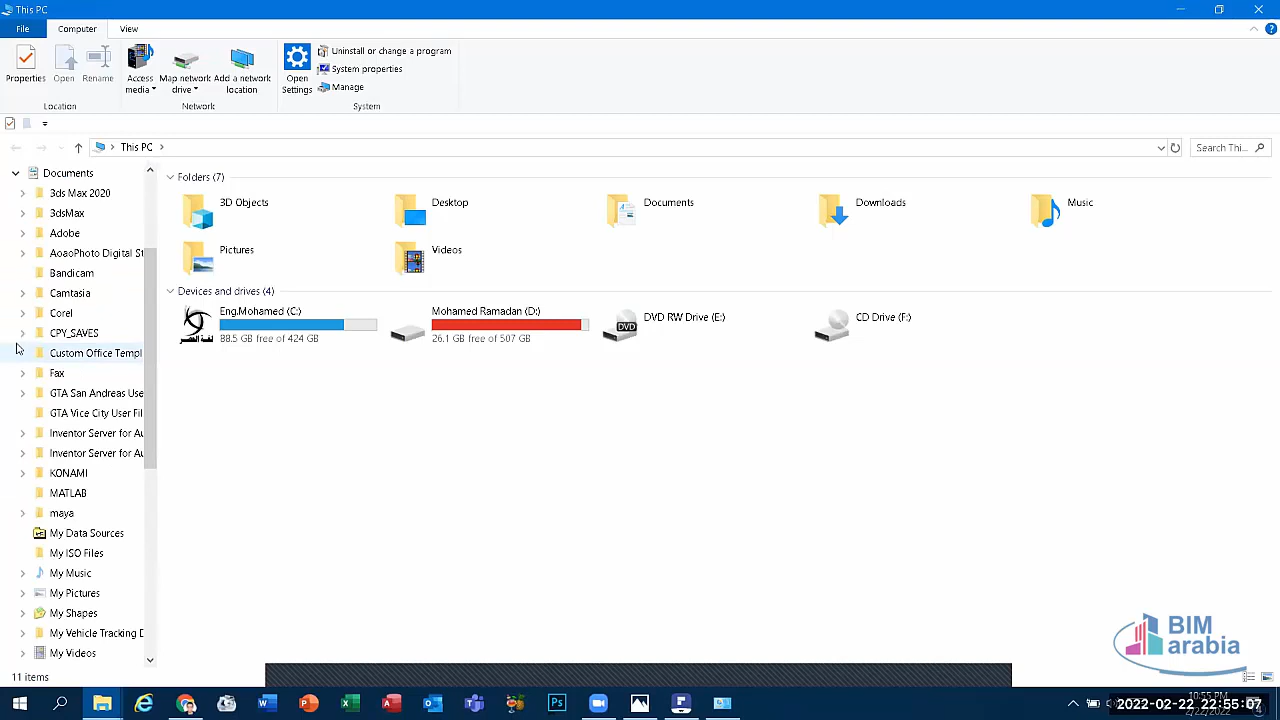 This PC
File
Computer
View
Properties
Open
Rename
Access media
Map network drive
Add a network location
Open Settings
Uninstall or change a program
System properties
Manage
Location
Network
System
This PC
Search Thi...
Documents
3ds Max 2020
3dsMax
Adobe
AoaoPhoto Digital St
Bandicam
Camtasia
Corel
CPY_SAVES
Custom Office Templ
Fax
GTA San Andreas Use
GTA Vice City User Fil
Inventor Server for Au
Inventor Server for Au
KONAMI
MATLAB
maya
My Data Sources
My ISO Files
My Music
My Pictures
My Shapes
My Vehicle Tracking D
My Videos
Folders (7)
3D Objects
Desktop
Documents
Downloads
Music
Pictures
Videos
Devices and drives (4)
Eng.Mohamed (C:)
88.5 GB free of 424 GB
Mohamed Ramadan (D:)
26.1 GB free of 507 GB
DVD
DVD RW Drive (E:)
CD Drive (F:)
BIM
arabia
11 items
10:55 PM
2022-02-22 22:55:07